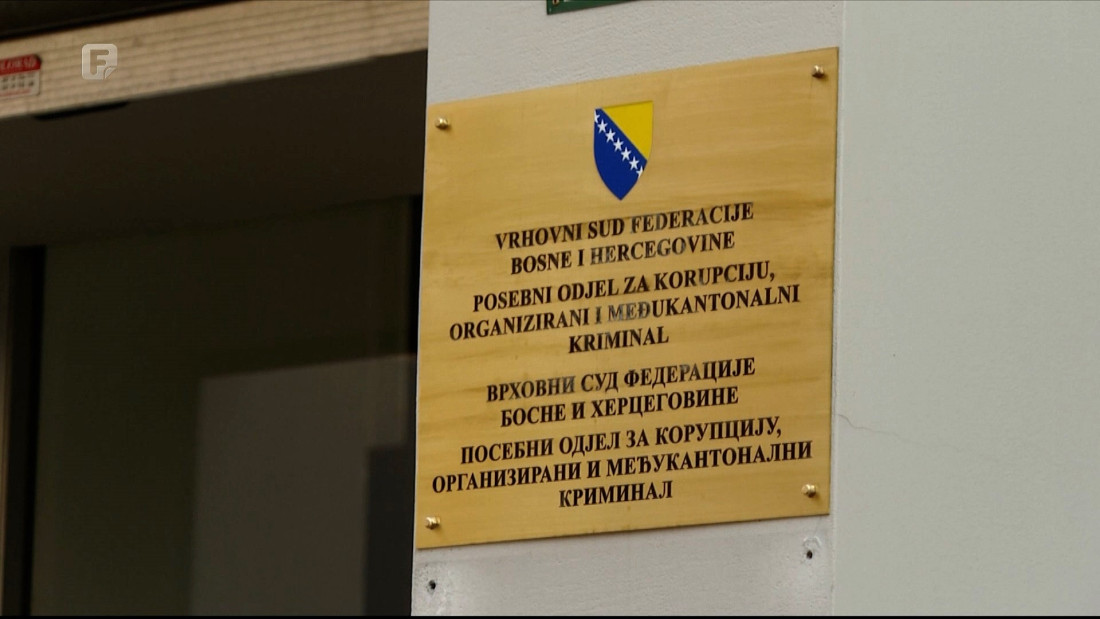 F
VRHOVNI SUD FEDERACIJE
BOSNE I HERCEGOVINE
POSEBNI ODJEL ZA KORUPCIJU,
ORGANIZIRANI I MEĐUKANTONALNI
KRIMINAL
ВРХОВНИ СУД ФЕДЕРАЦИЈЕ
БОСНЕ И ХЕРЦЕГОВИНЕ
ПОСЕБНИ ОДЈЕЛ ЗА КОРУПЦИЈУ,
ОРГАНИЗИРАНИ И МЕЂУКАНТОНАЛНИ
КРИМИНАЛ